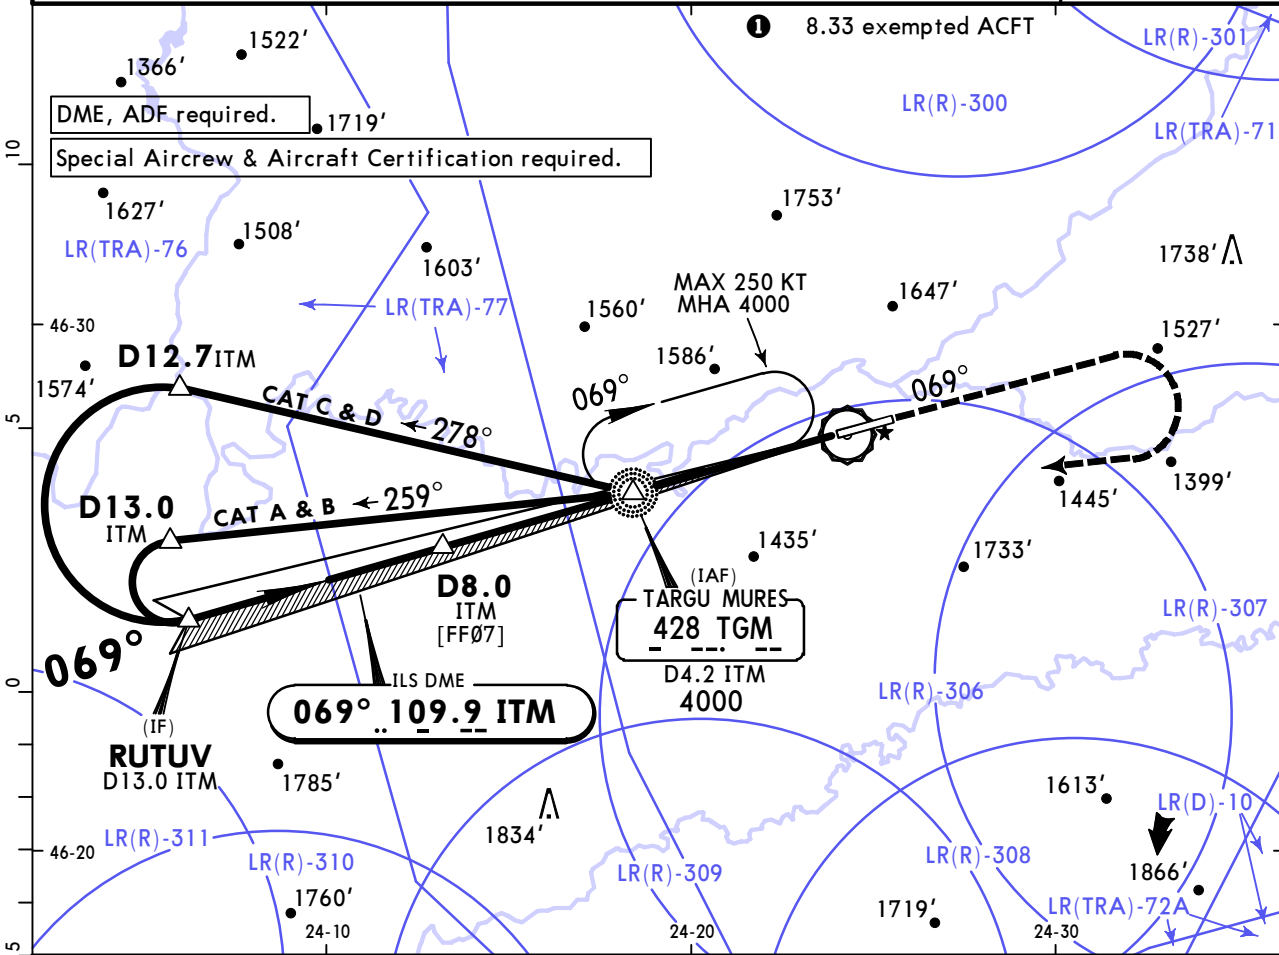 ❶ 8.33 exempted ACFT
LR(R)-301
1522'
1366'
LR(R)-300
DME, ADF required.
1719'
LR(TRA)-71
Special Aircrew & Aircraft Certification required.
10
1627'
1753'
1508'
LR(TRA)-76
1738'
1603'
MAX 250 KT
MHA 4000
LR(TRA)-77
1647'
1560'
46-30
1527'
D12.7 ITM
1586'
1574'
069°
069°
CAT C & D
278°
5
1445'
1399'
D13.0
ITM
CAT A & B
259°
1435'
1733'
D8.0
ITM
[FFØ7]
(IAF)
TARGU MURES
428 TGM
D4.2 ITM
4000
LR(R)-307
069°
0
ILS DME
069° 109.9 ITM
LR(R)-306
(IF)
RUTUV
D13.0 ITM
1785'
1613'
LR(D)-10
1834'
LR(R)-311
LR(R)-310
46-20
LR(R)-309
LR(R)-308
1866'
1760'
1719'
LR(TRA)-72A
24-10
24-20
24-30
5